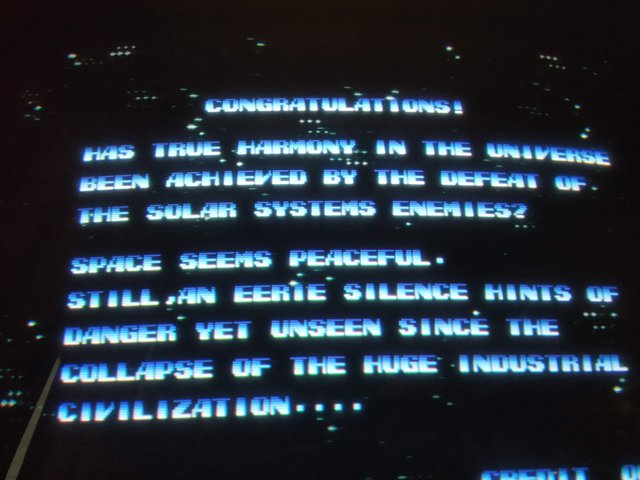 CONGRATULATIONS!
HAS TRUE HARMONY IN THE UNIVERSE
BEEN ACHIEVED BY THE DEFEAT OF.
THE SOLAR SYSTEMS ENEMIES?
SPACE SEEMS PEACEFUL.
STILL,AN EERIE SILENCE HINTS OF
DANGER YET UNSEEN SINCE THE
COLLAPSE OF THE HUGE INDUSTRIAL
CIVILIZATION....
CREDIT